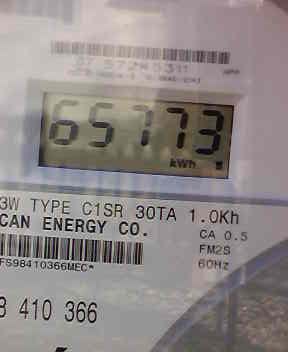 65773
kWh
3W TYPE C1SR 30TA 1.0Kh
CAN ENERGY CO.
CA 0.5
FM2S
60Hz
FS98410366MEC*
8 410 366